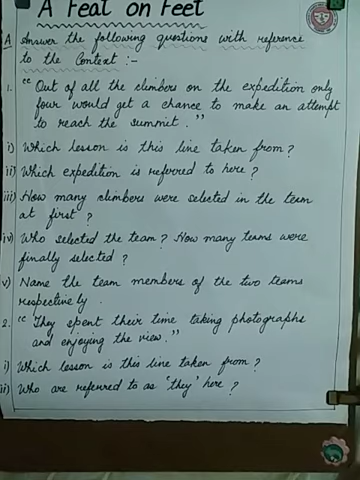 A Feat on Feet
A Answer the following questions with reference
to the Context :-
1. "Out of all the climbers on the expedition only
four would get a chance to make an attempt
to reach the summit."
i) Which lesson is this line taken from?
ii) Which expedition is referred to here?
iii) How many climbers were selected in the team
at first?
iv) Who selected the team? How many teams were
finally selected?
v) Name the team members of the two teams
respectively.
2. "They spent their time taking photographs
and enjoying the view."
i) Which lesson is this line taken from?
ii) Who are referred to as 'they' here?